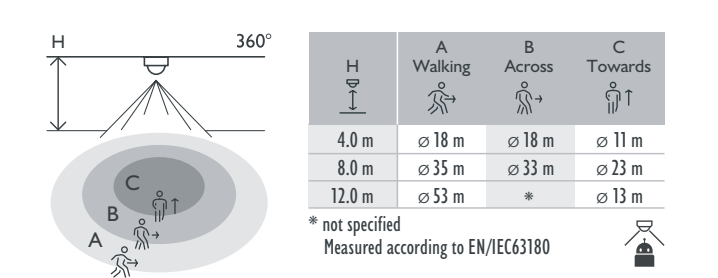 H 360°
C
B
A
H A Walking B Across C Towards
4.0 m ⌀ 18 m ⌀ 18 m ⌀ 11 m
8.0 m ⌀ 35 m ⌀ 33 m ⌀ 23 m
12.0 m ⌀ 53 m * ⌀ 13 m
* not specified
Measured according to EN/IEC63180